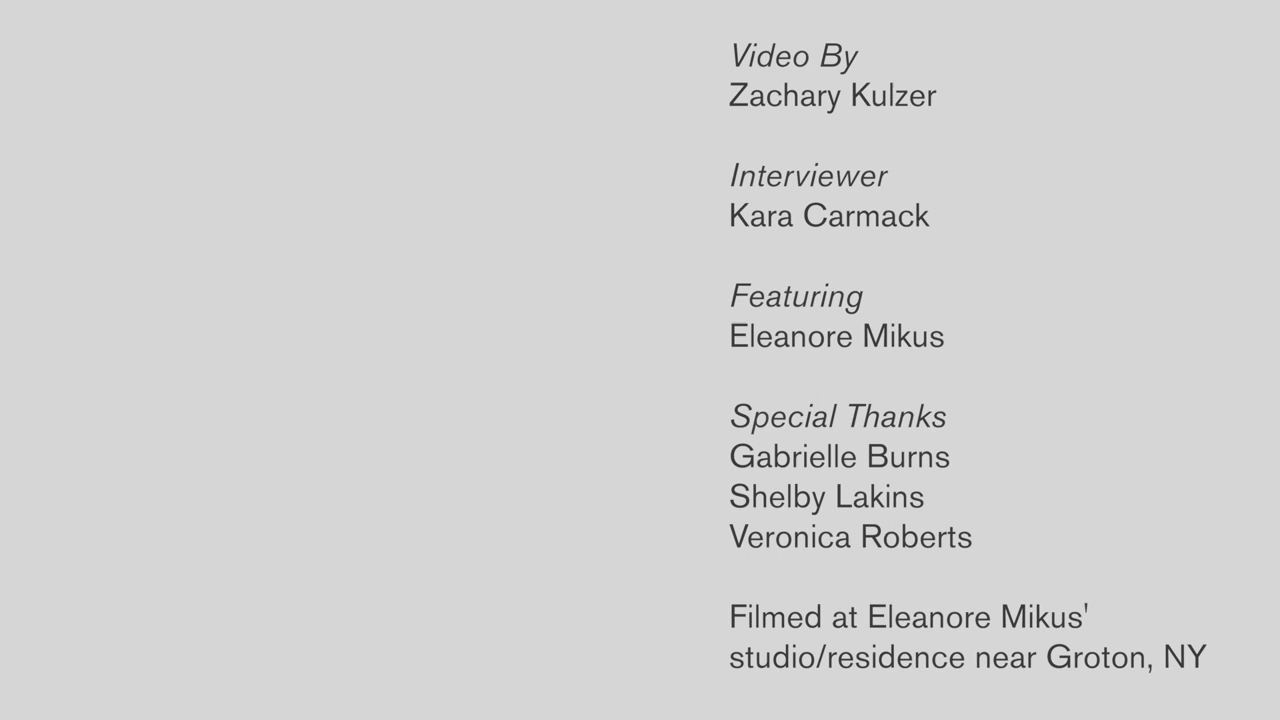 Video By
Zachary Kulzer
Interviewer
Kara Carmack
Featuring
Eleanore Mikus
Special Thanks
Gabrielle Burns
Shelby Lakins
Veronica Roberts
Filmed at Eleanore Mikus'
studio/residence near Groton, NY